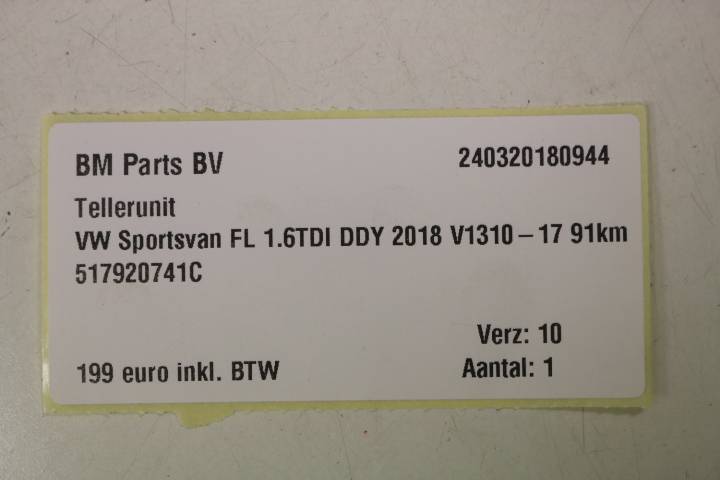 BM Parts BV 240320180944
Tellerunit
VW Sportsvan FL 1.6TDI DDY 2018 V1310 – 17 91km
517920741C
Verz: 10
199 euro inkl. BTW Aantal: 1